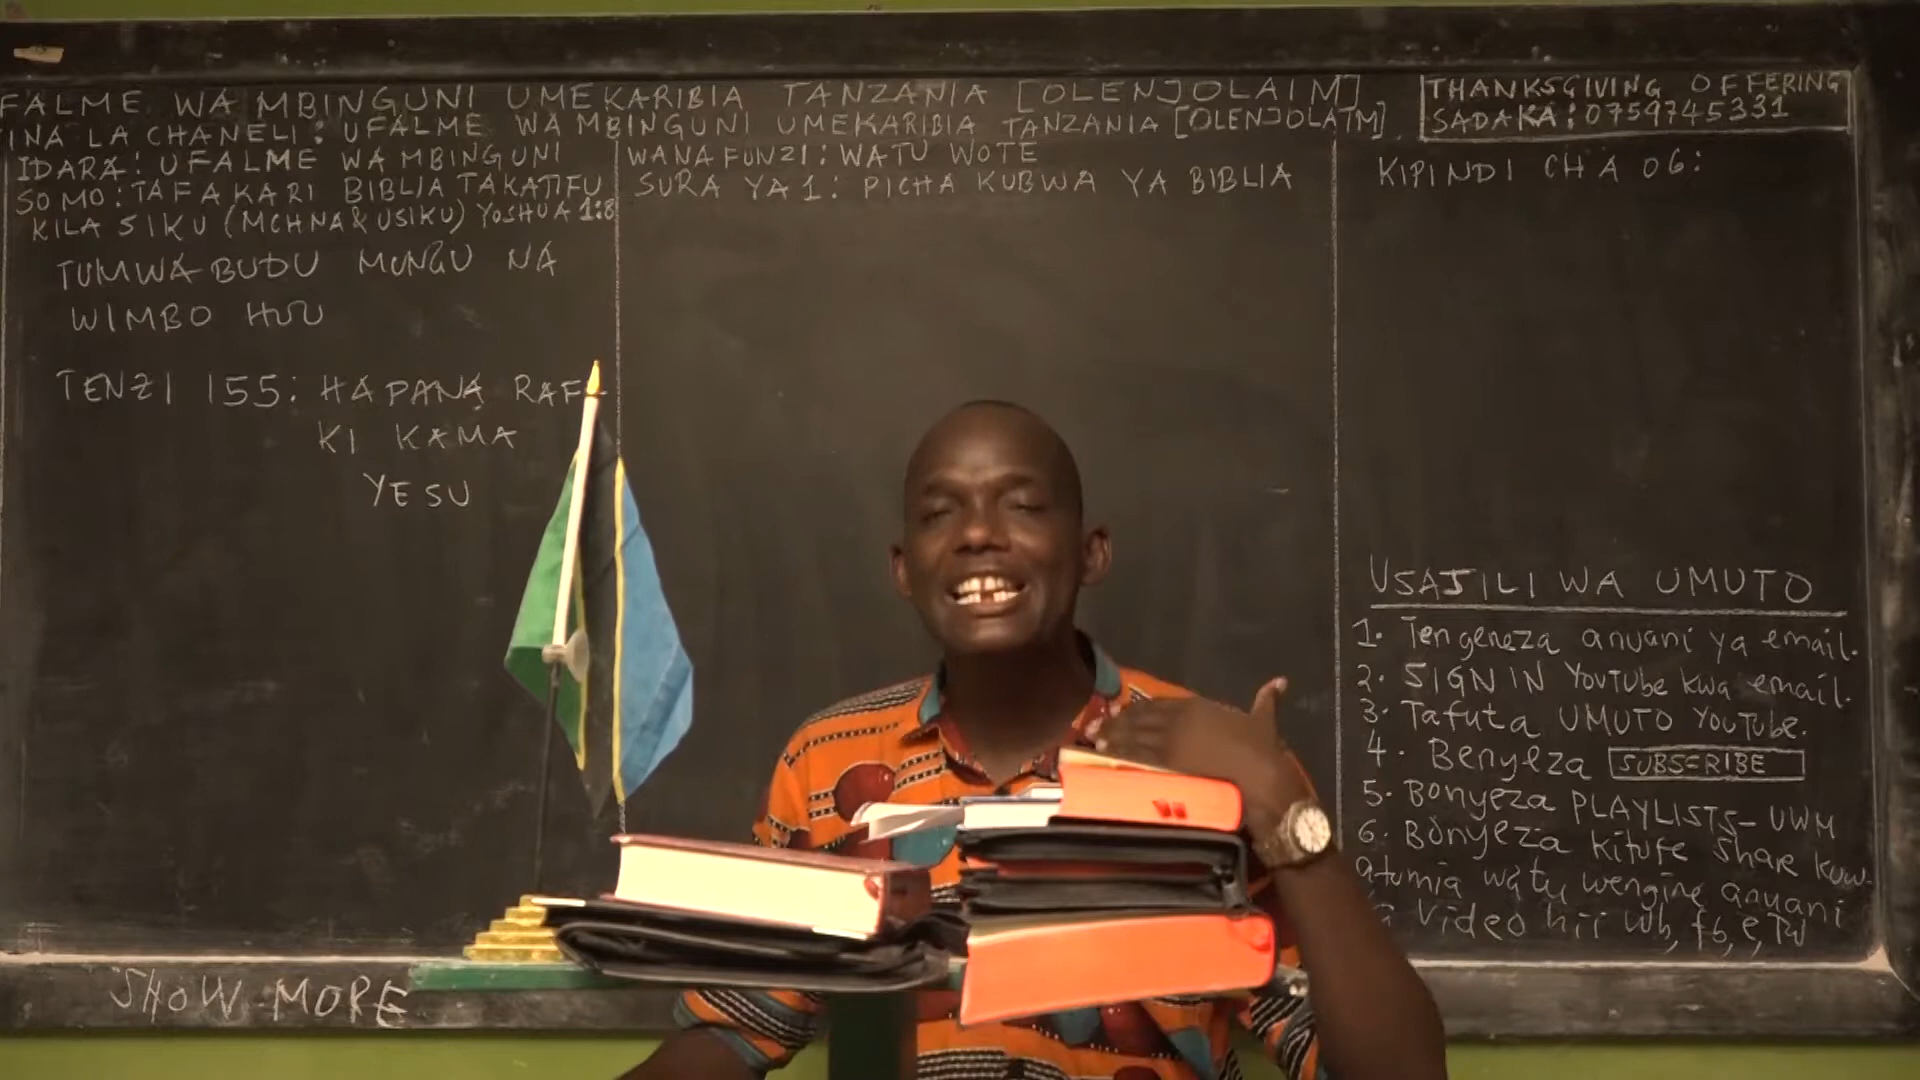 FALME WA MBINGUNI UMEKARIBIA TANZANIA [OLENJOLAIM]
INA LA CHANELI: UFALME WA MBINGUNI UMEKARIBIA TANZANIA [OLENJOLAIM]
THANKSGIVING OFFERING
SADAKA: 0759745331
IDARA: UFALME WA MBINGUNI
SOMO: TAFAKARI BIBLIA TAKATIFU
KILA SIKU (MCHNA & USIKU) YOSHUA 1:8
TUMWABUDU MUNGU NA
WIMBO HUU
TENZI 155: HAPANA RAFI
KI KAMA
YESU
WANAFUNZI: WATU WOTE
SURA YA 1: PICHA KUBWA YA BIBLIA
KIPINDI CHA 06:
USAJILI WA UMUTO
1. Tengeneza anuani ya email.
2. SIGN IN YouTube kwa email.
3. Tafuta UMUTO YouTube.
4. Benyeza SUBSCRIBE
5. Bonyeza PLAYLISTS-UWM
6. Bonyeza kitufe share kuw-
atumia watu wengine anuani
video hii wb, fb, e, TW
SHOW MORE